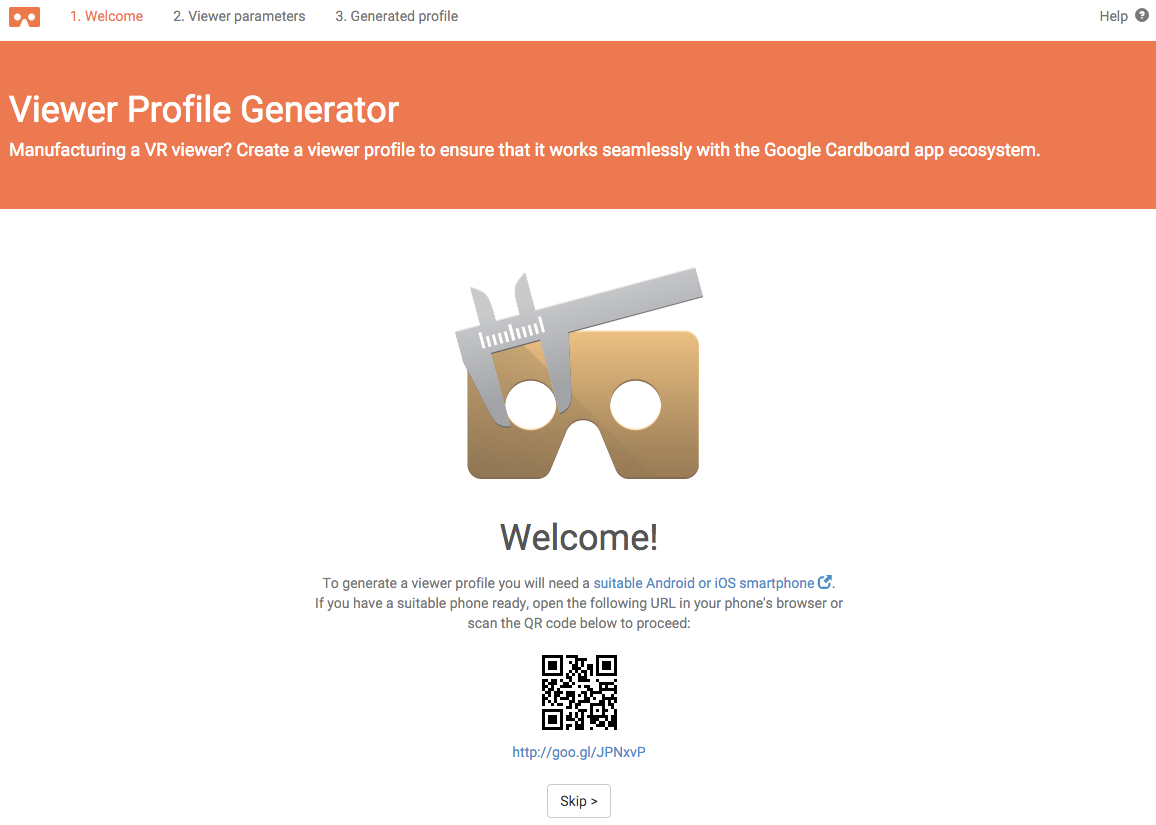 1. Welcome 2. Viewer parameters 3. Generated profile Help ?
Viewer Profile Generator
Manufacturing a VR viewer? Create a viewer profile to ensure that it works seamlessly with the Google Cardboard app ecosystem.
Welcome!
To generate a viewer profile you will need a suitable Android or iOS smartphone .
If you have a suitable phone ready, open the following URL in your phone's browser or
scan the QR code below to proceed:
http://goo.gl/JPNxvP
Skip >